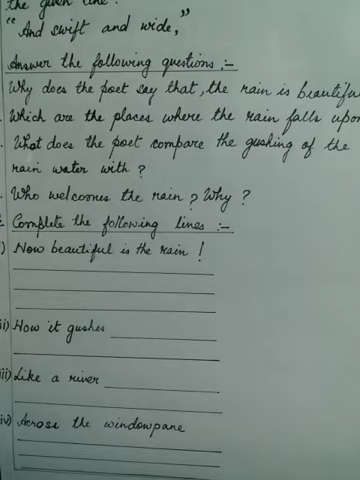 the given line.
"And swift and wide,"
Answer the following questions :-
Why does the poet say that, the rain is beautiful
Which are the places where the rain falls upon
What does the poet compare the gushing of the
rain water with?
Who welcomes the rain? Why?
Complete the following lines :-
i) How beautiful is the rain!
ii) How it gushes
iii) Like a river
iv) Across the windowpane